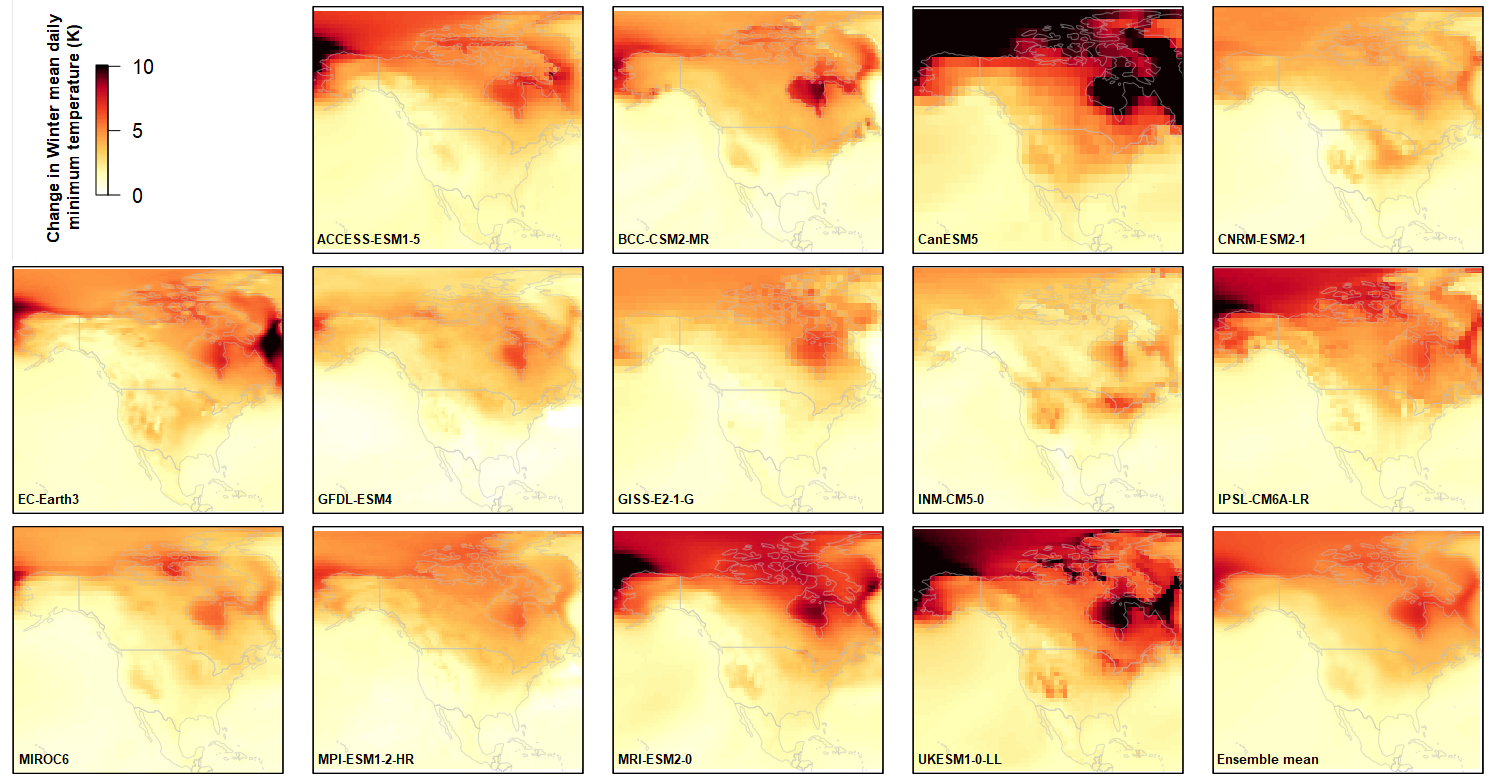 Change in Winter mean daily
minimum temperature (K)
10
5
0
ACCESS-ESM1-5
BCC-CSM2-MR
CanESM5
CNRM-ESM2-1
EC-Earth3
GFDL-ESM4
GISS-E2-1-G
INM-CM5-0
IPSL-CM6A-LR
MIROC6
MPI-ESM1-2-HR
MRI-ESM2-0
UKESM1-0-LL
Ensemble mean